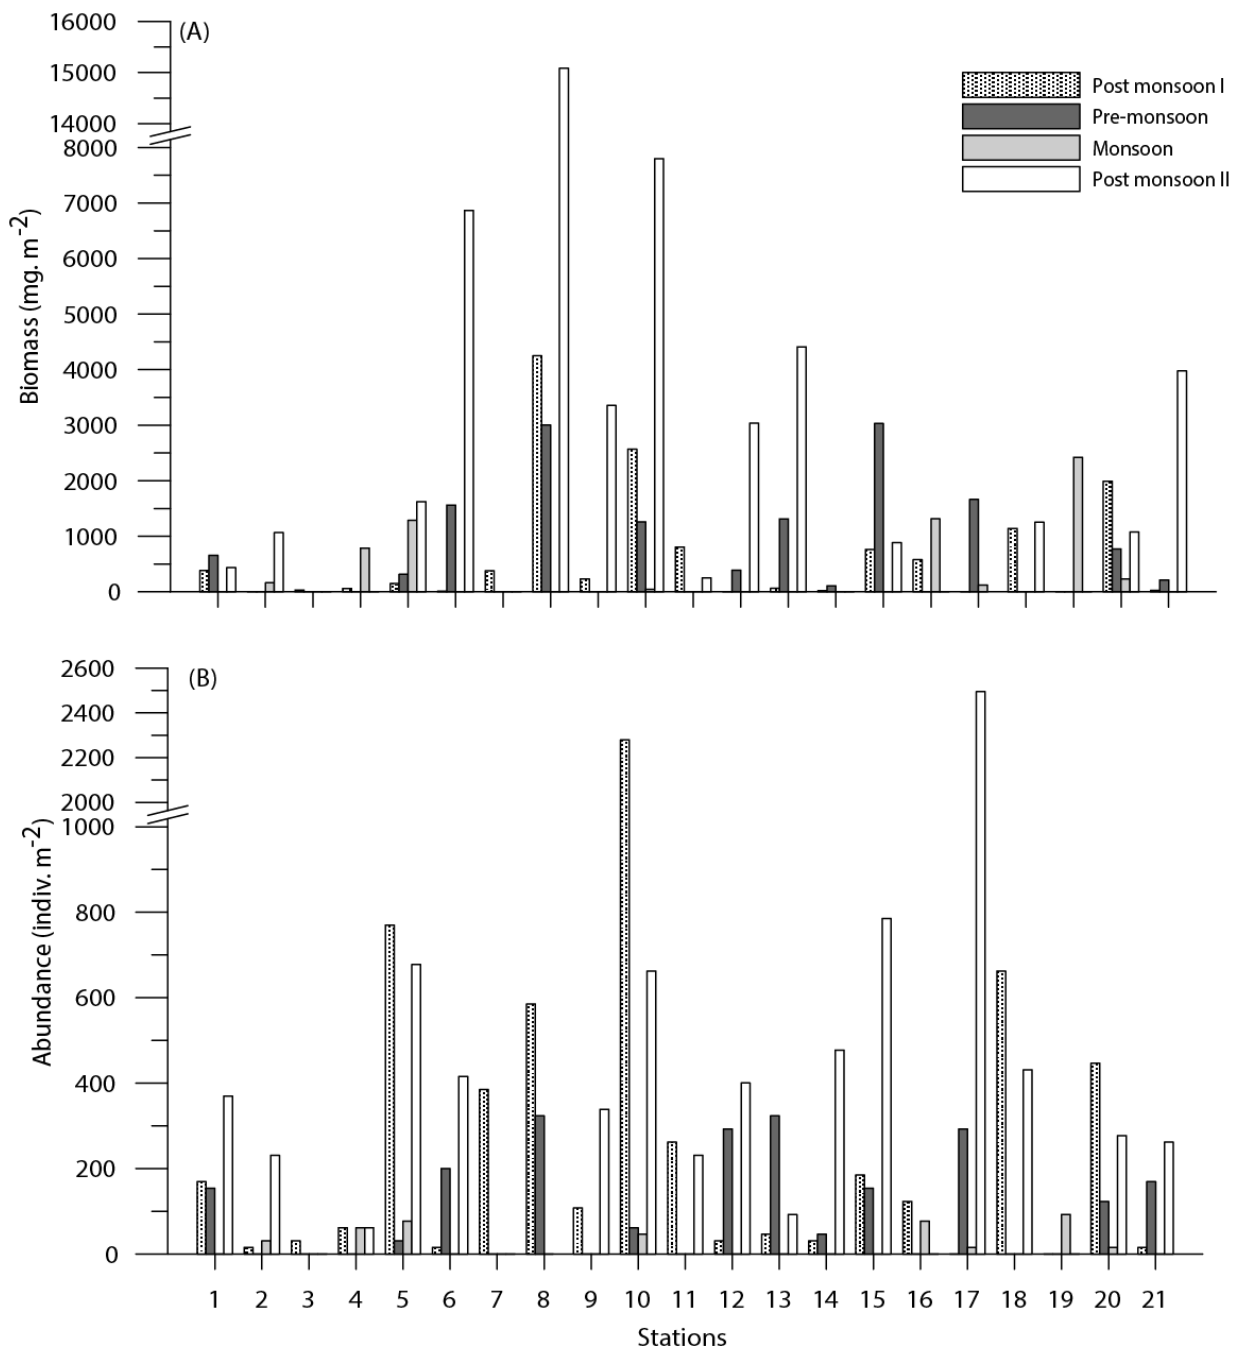 (A)
16000
15000
14000
8000
7000
6000
5000
4000
3000
2000
1000
0
Biomass (mg. m-2)
Post monsoon I
Pre-monsoon
Monsoon
Post monsoon II
(B)
2600
2400
2200
2000
1000
800
600
400
200
0
Abundance (indiv. m-2)
1 2 3 4 5 6 7 8 9 10 11 12 13 14 15 16 17 18 19 20 21
Stations